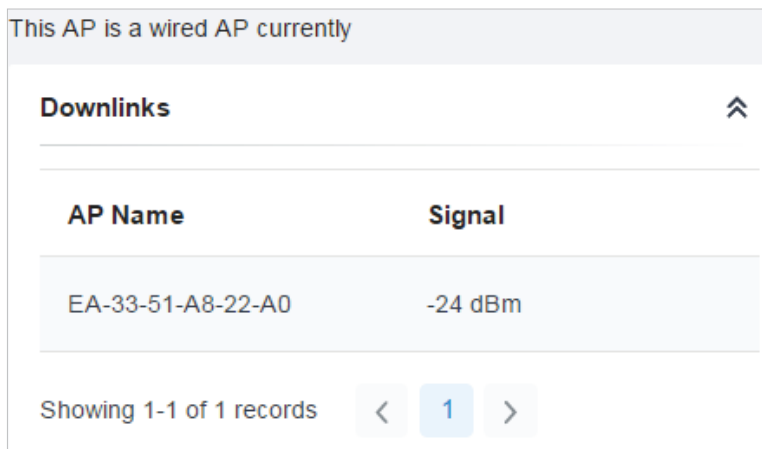 This AP is a wired AP currently
Downlinks
AP Name Signal
EA-33-51-A8-22-A0 -24 dBm
Showing 1-1 of 1 records < 1 >